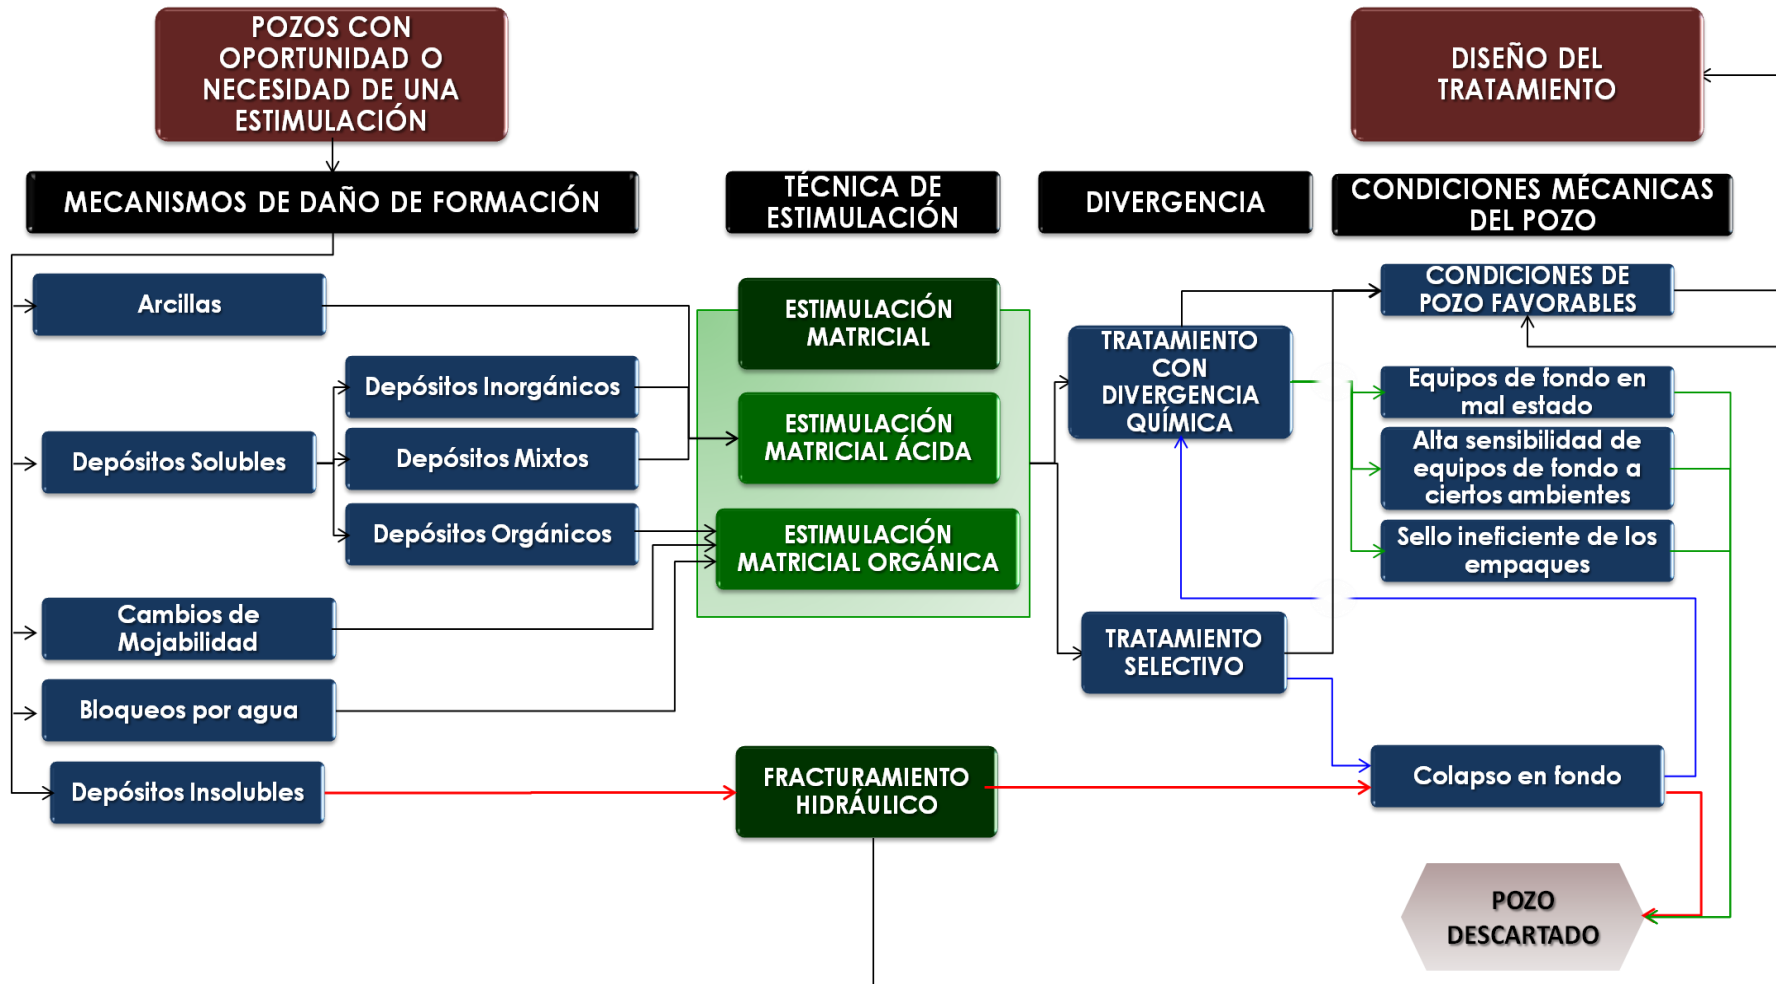 POZOS CON
OPORTUNIDAD O
NECESIDAD DE UNA
ESTIMULACIÓN
DISEÑO DEL
TRATAMIENTO
MECANISMOS DE DAÑO DE FORMACIÓN
TÉCNICA DE
ESTIMULACIÓN
DIVERGENCIA
CONDICIONES MÉCANICAS
DEL POZO
Arcillas
Depósitos Solubles
Depósitos Inorgánicos
Depósitos Mixtos
Depósitos Orgánicos
Cambios de
Mojabilidad
Bloqueos por agua
Depósitos Insolubles
ESTIMULACIÓN
MATRICIAL
ESTIMULACIÓN
MATRICIAL ÁCIDA
ESTIMULACIÓN
MATRICIAL ORGÁNICA
FRACTURAMIENTO
HIDRÁULICO
TRATAMIENTO
CON
DIVERGENCIA
QUÍMICA
TRATAMIENTO
SELECTIVO
CONDICIONES DE
POZO FAVORABLES
Equipos de fondo en
mal estado
Alta sensibilidad de
equipos de fondo a
ciertos ambientes
Sello ineficiente de los
empaques
Colapso en fondo
POZO
DESCARTADO